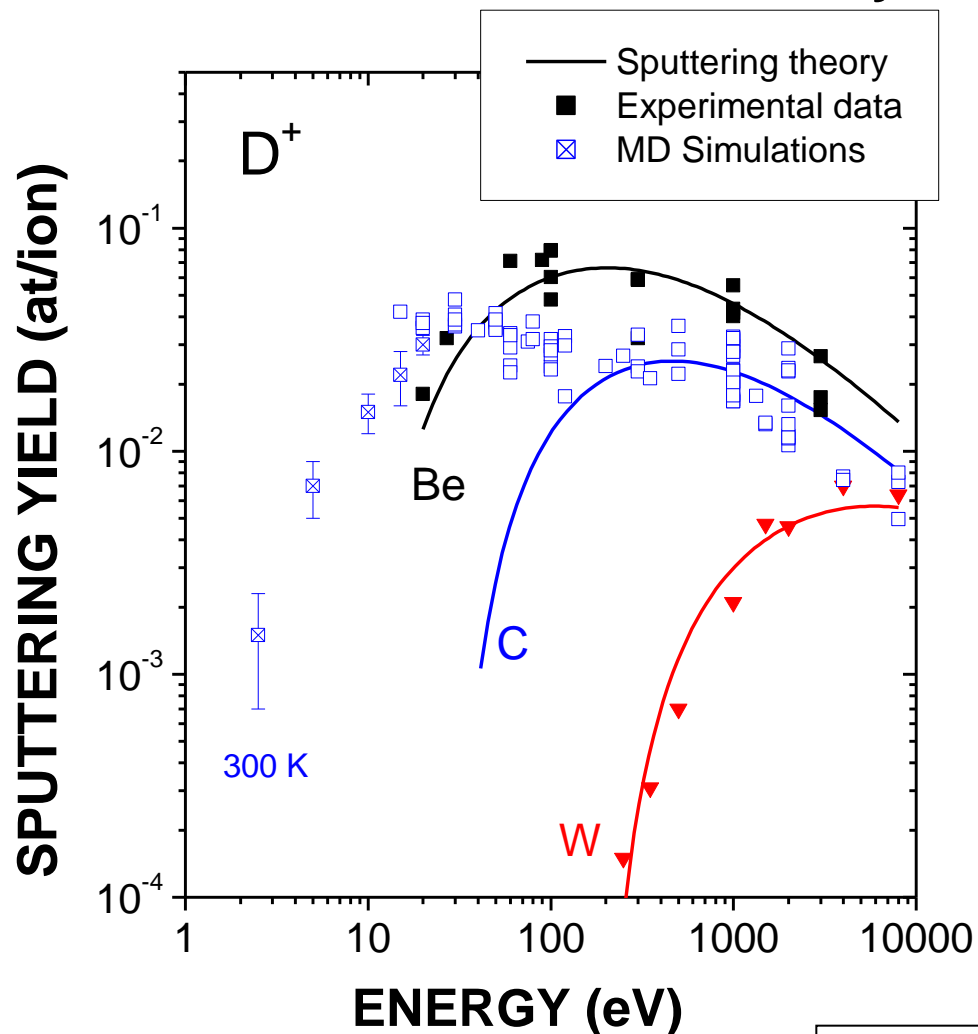 Sputtering theory
Experimental data
MD Simulations
D+
SPUTTERING YIELD (at/ion)
10-1
10-2
10-3
10-4
Be
C
W
300 K
1
10
100
1000
10000
ENERGY (eV)